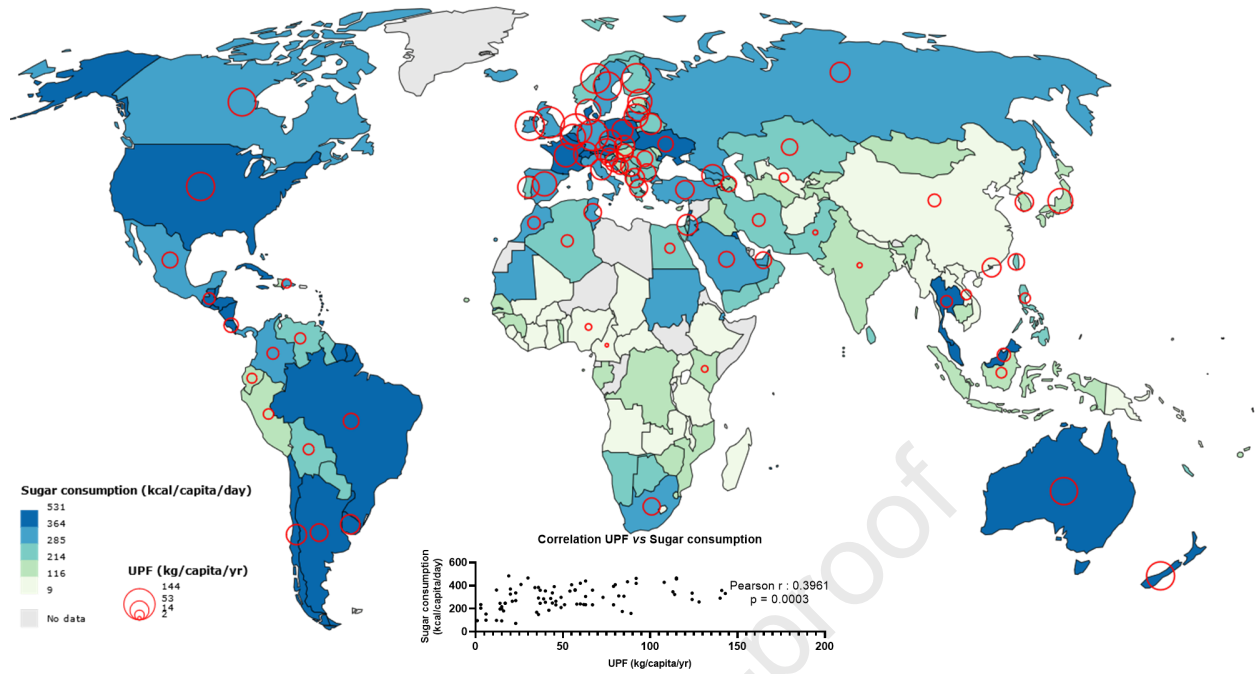 Sugar consumption (kcal/capita/day)
531
364
285
214
116
9
No data
UPF (kg/capita/yr)
144
53
14
2
Correlation UPF vs Sugar consumption
Sugar consumption
(kcal/capita/day)
600
400
200
0
Pearson r : 0.3961
p = 0.0003
0
50
100
150
200
UPF (kg/capita/yr)
proof